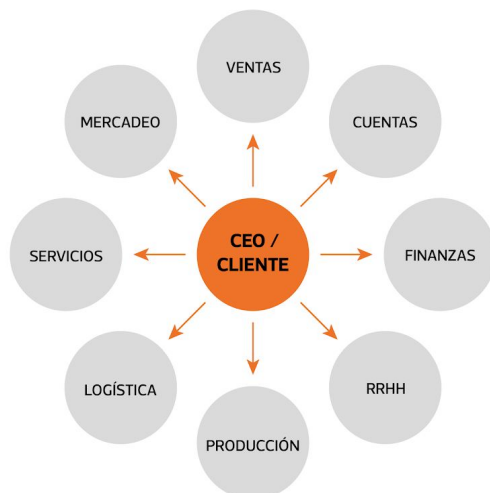 VENTAS
MERCADEO
CUENTAS
CEO /
CLIENTE
SERVICIOS
FINANZAS
LOGÍSTICA
RRHH
PRODUCCIÓN